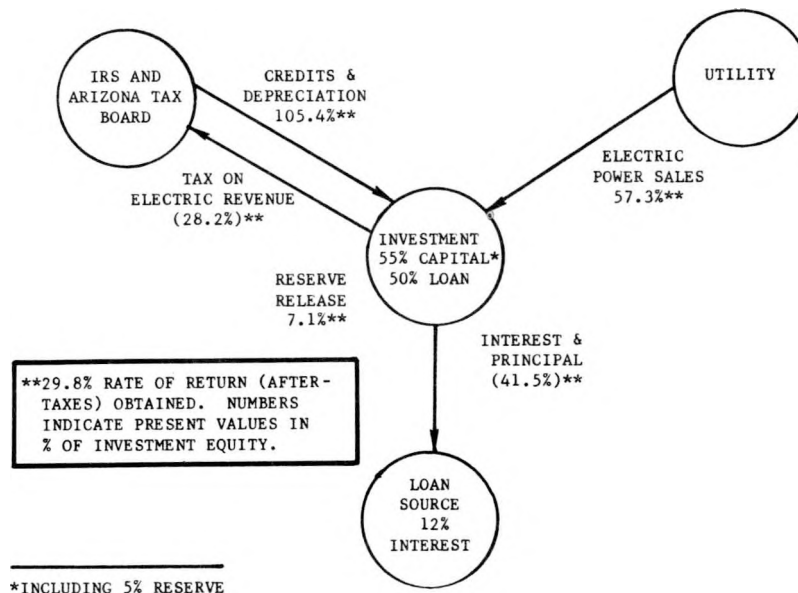 IRS AND
ARIZONA TAX
BOARD
CREDITS &
DEPRECIATION
105.4%**
UTILITY
TAX ON
ELECTRIC REVENUE
(28.2%)**
ELECTRIC
POWER SALES
57.3%**
INVESTMENT
55% CAPITAL*
50% LOAN
RESERVE
RELEASE
7.1%**
INTEREST &
PRINCIPAL
(41.5%)**
**29.8% RATE OF RETURN (AFTER-
TAXES) OBTAINED. NUMBERS
INDICATE PRESENT VALUES IN
% OF INVESTMENT EQUITY.
LOAN
SOURCE
12%
INTEREST
*INCLUDING 5% RESERVE